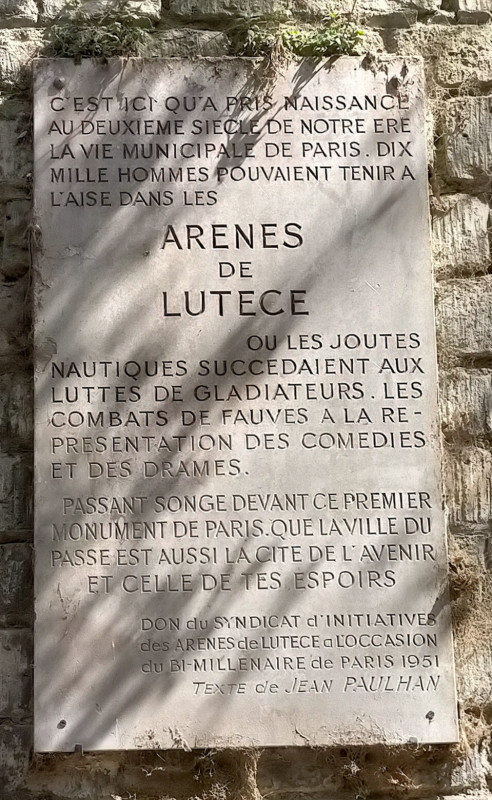 C'EST ICI QU'A PRIS NAISSANCE
AU DEUXIEME SIECLE DE NOTRE ERE
LA VIE MUNICIPALE DE PARIS. DIX
MILLE HOMMES POUVAIENT TENIR A
L'AISE DANS LES
ARENES
DE
LUTECE
OU LES JOUTES
NAUTIQUES SUCCEDAIENT AUX
LUTTES DE GLADIATEURS. LES
COMBATS DE FAUVES A LA RE-
PRESENTATION DES COMEDIES
ET DES DRAMES.
PASSANT SONGE DEVANT CE PREMIER
MONUMENT DE PARIS. QUE LA VILLE DU
PASSE EST AUSSI LA CITE DE L'AVENIR
ET CELLE DE TES ESPOIRS
DON du SYNDICAT d'INITIATIVES
des ARENES de LUTECE a L'OCCASION
du BI-MILLENAIRE de PARIS 1951
TEXTE de JEAN PAULHAN